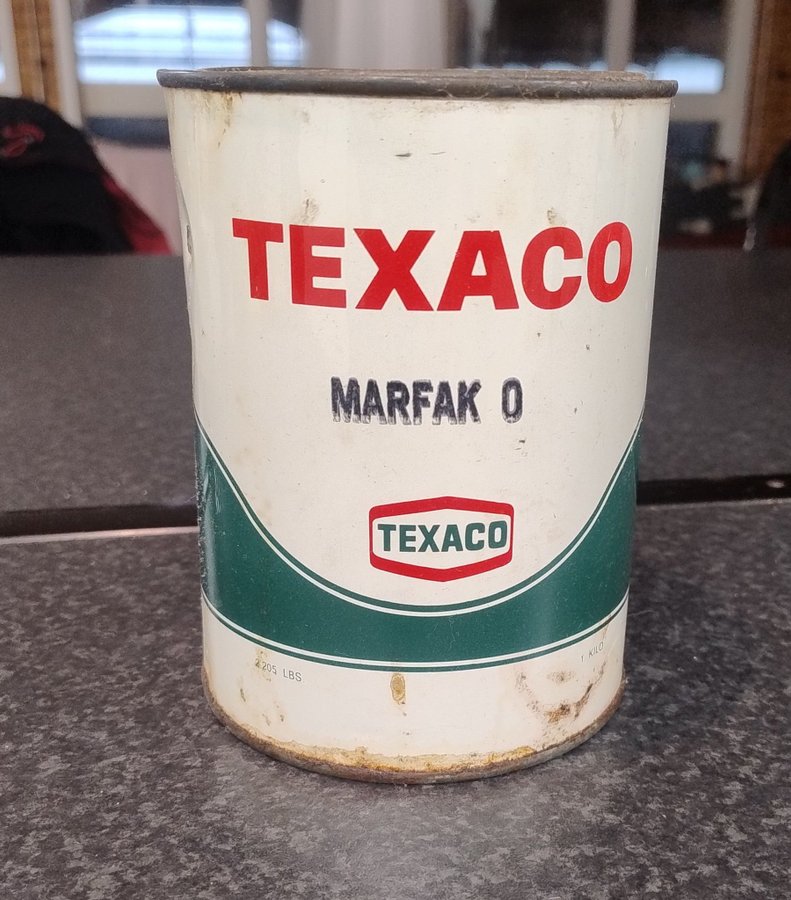 TEXACO
MARFAK 0
TEXACO
2.205 LBS
1 KILO